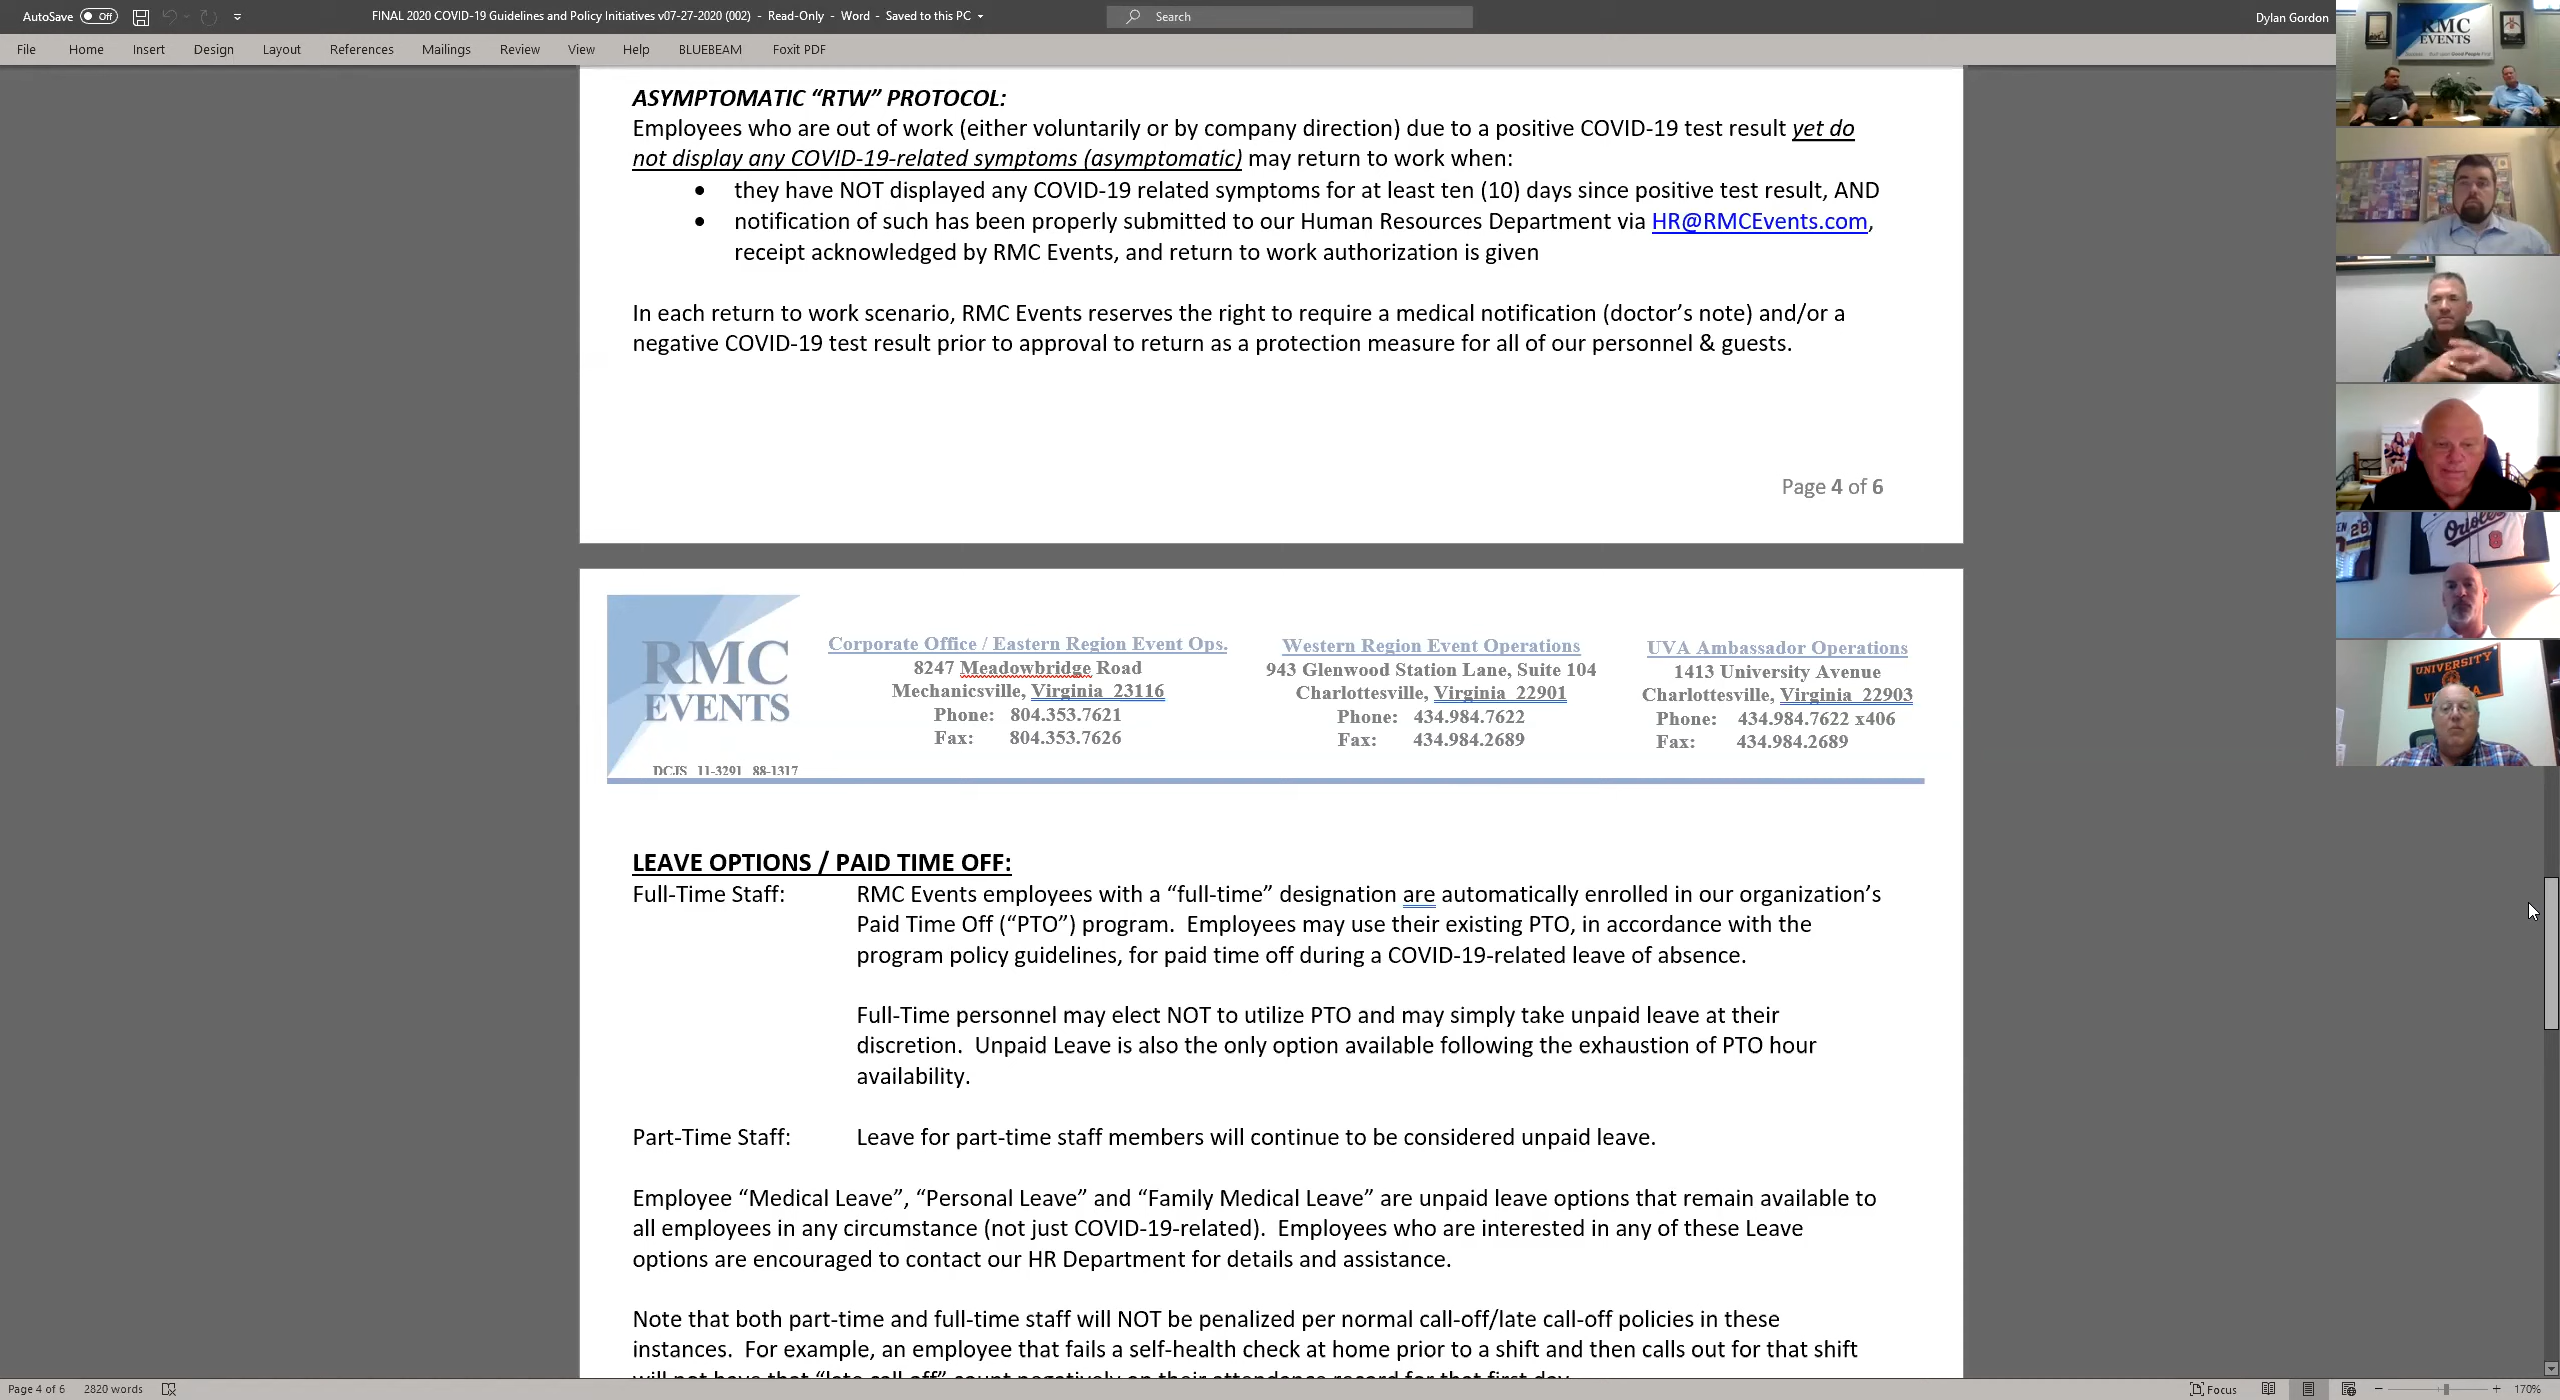 AutoSave Off FINAL 2020 COVID-19 Guidelines and Policy Initiatives v07-27-2020 (002) - Read-Only - Word - Saved to this PC Search Dylan Gordon
File Home Insert Design Layout References Mailings Review View Help BLUEBEAM Foxit PDF
ASYMPTOMATIC “RTW” PROTOCOL:
Employees who are out of work (either voluntarily or by company direction) due to a positive COVID-19 test result yet do
not display any COVID-19-related symptoms (asymptomatic) may return to work when:
• they have NOT displayed any COVID-19 related symptoms for at least ten (10) days since positive test result, AND
• notification of such has been properly submitted to our Human Resources Department via HR@RMCEvents.com,
receipt acknowledged by RMC Events, and return to work authorization is given
In each return to work scenario, RMC Events reserves the right to require a medical notification (doctor’s note) and/or a
negative COVID-19 test result prior to approval to return as a protection measure for all of our personnel & guests.
Page 4 of 6
RMC
EVENTS
DCJS 11-3291 88-1317
Corporate Office / Eastern Region Event Ops.
8247 Meadowbridge Road
Mechanicsville, Virginia 23116
Phone: 804.353.7621
Fax: 804.353.7626
Western Region Event Operations
943 Glenwood Station Lane, Suite 104
Charlottesville, Virginia 22901
Phone: 434.984.7622
Fax: 434.984.2689
UVA Ambassador Operations
1413 University Avenue
Charlottesville, Virginia 22903
Phone: 434.984.7622 x406
Fax: 434.984.2689
LEAVE OPTIONS / PAID TIME OFF:
Full-Time Staff: RMC Events employees with a “full-time” designation are automatically enrolled in our organization’s
Paid Time Off (“PTO”) program. Employees may use their existing PTO, in accordance with the
program policy guidelines, for paid time off during a COVID-19-related leave of absence.
Full-Time personnel may elect NOT to utilize PTO and may simply take unpaid leave at their
discretion. Unpaid Leave is also the only option available following the exhaustion of PTO hour
availability.
Part-Time Staff: Leave for part-time staff members will continue to be considered unpaid leave.
Employee “Medical Leave”, “Personal Leave” and “Family Medical Leave” are unpaid leave options that remain available to
all employees in any circumstance (not just COVID-19-related). Employees who are interested in any of these Leave
options are encouraged to contact our HR Department for details and assistance.
Note that both part-time and full-time staff will NOT be penalized per normal call-off/late call-off policies in these
instances. For example, an employee that fails a self-health check at home prior to a shift and then calls out for that shift
will not have that “late call-off” count negatively on their attendance record for that first day.
Page 4 of 6 2820 words Focus 170%
RMC
EVENTS
Orioles
8
28
UNIVERSITY